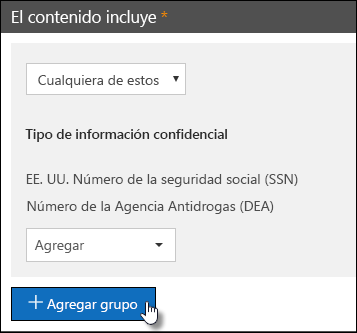 El contenido incluye *
Cualquiera de estos
Tipo de información confidencial
EE. UU. Número de la seguridad social (SSN)
Número de la Agencia Antidrogas (DEA)
Agregar
+ Agregar grupo